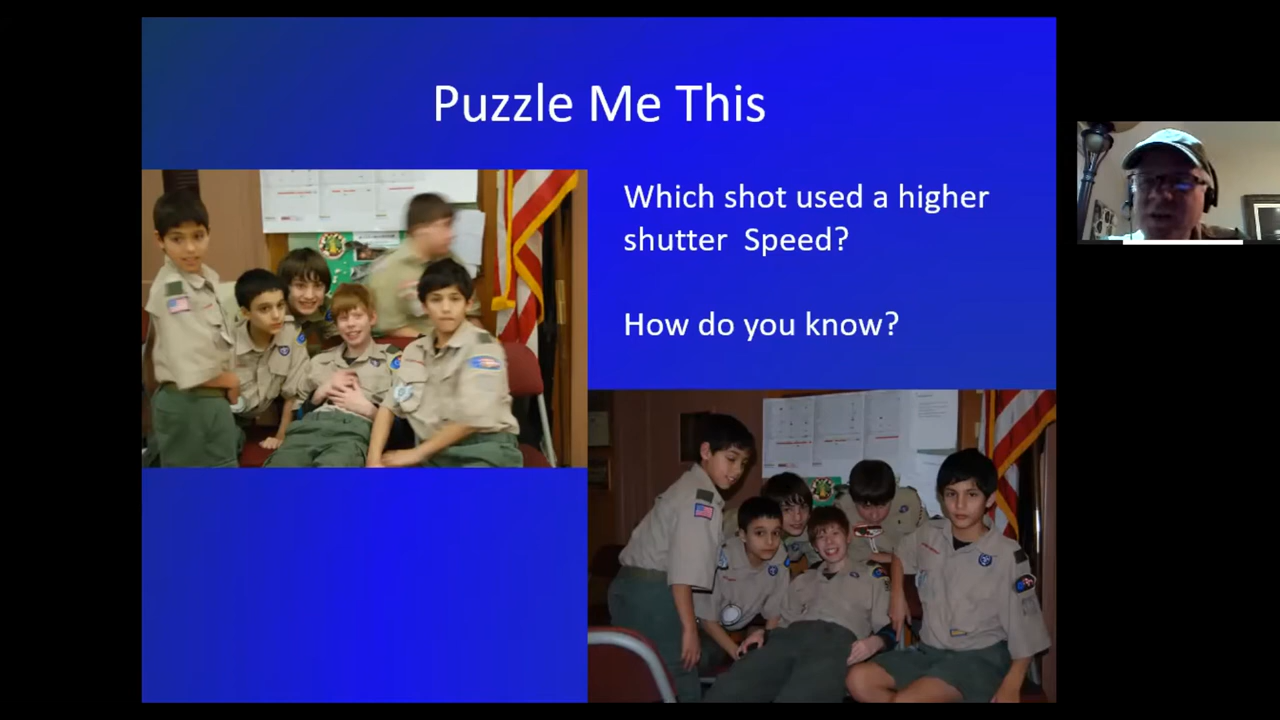 Puzzle Me This
Which shot used a higher
shutter Speed?
How do you know?